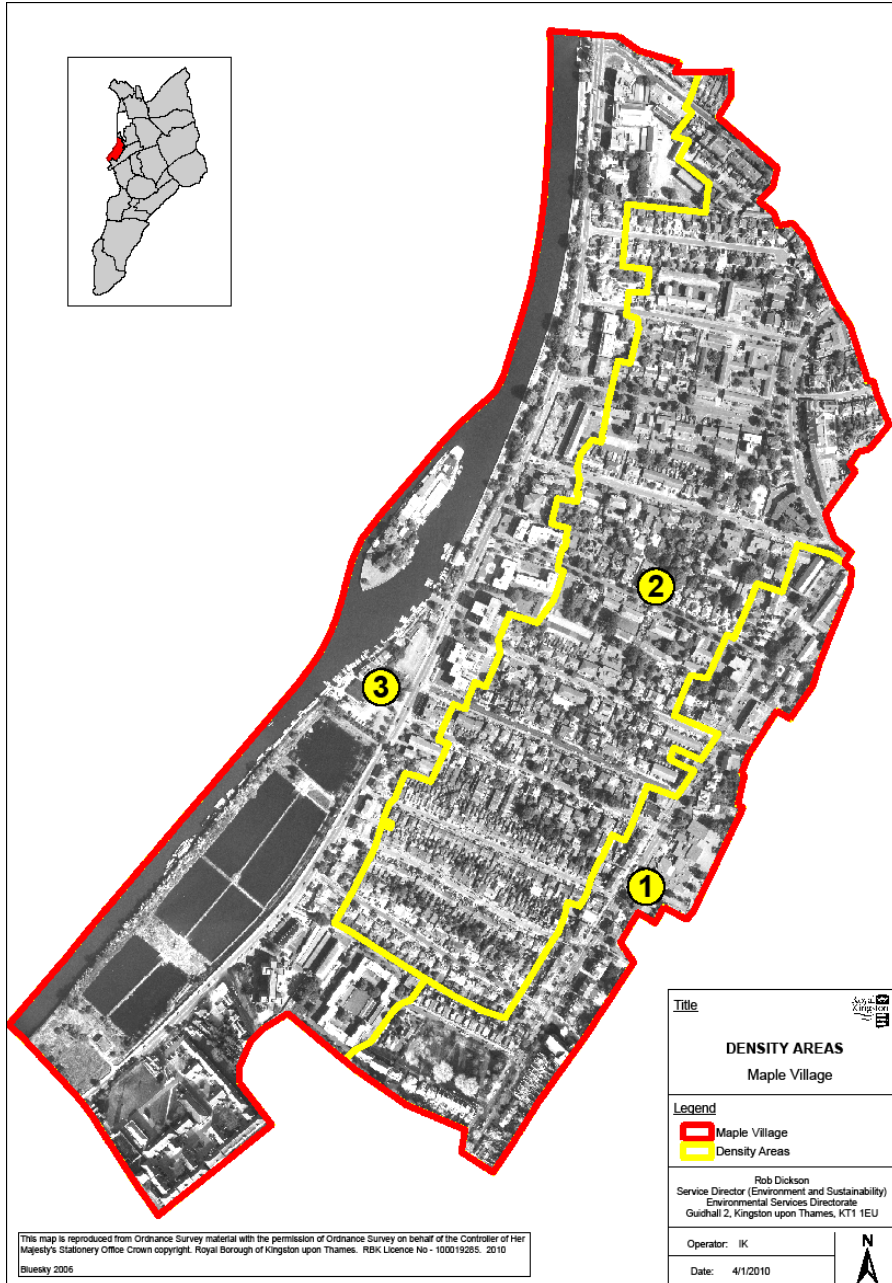 2
3
1
Title
Royal
Kingston
DENSITY AREAS
Maple Village
Legend
Maple Village
Density Areas
Rob Dickson
Service Director (Environment and Sustainability)
Environmental Services Directorate
Guidhall 2, Kingston upon Thames, KT1 1EU
Operator: IK
Date: 4/1/2010
N
This map is reproduced from Ordnance Survey material with the permission of Ordnance Survey on behalf of the Controller of Her
Majesty's Stationery Office Crown copyright. Royal Borough of Kingston upon Thames. RBK Licence No - 100019285. 2010
Bluesky 2006